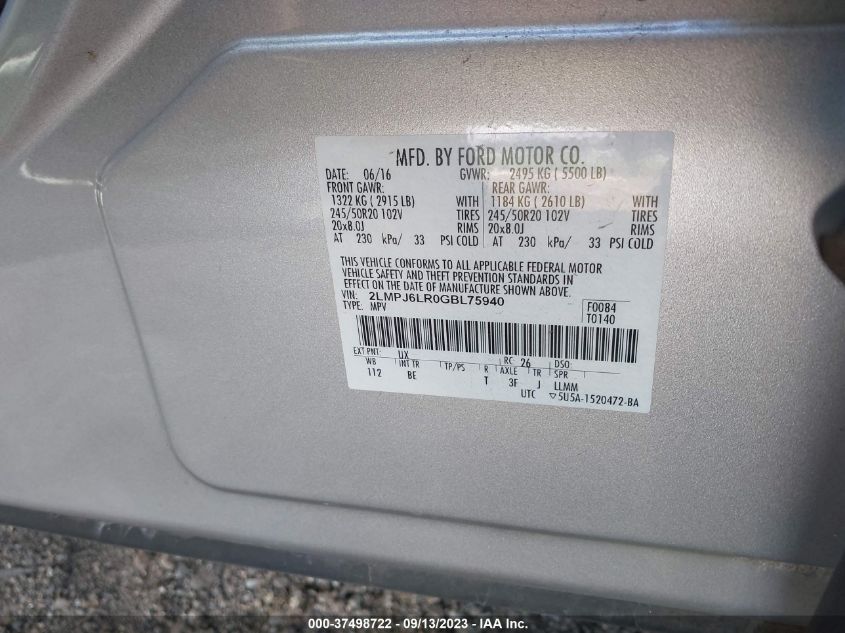 MFD. BY FORD MOTOR CO.
DATE: 06/16 GVWR: 2495 KG ( 5500 LB)
FRONT GAWR: REAR GAWR:
1322 KG ( 2915 LB) WITH 1184 KG ( 2610 LB) WITH
245/50R20 102V TIRES 245/50R20 102V TIRES
20x8.0J RIMS 20x8.0J RIMS
AT 230 kPa/ 33 PSI COLD AT 230 kPa/ 33 PSI COLD
THIS VEHICLE CONFORMS TO ALL APPLICABLE FEDERAL MOTOR
VEHICLE SAFETY AND THEFT PREVENTION STANDARDS IN
EFFECT ON THE DATE OF MANUFACTURE SHOWN ABOVE.
VIN: 2LMPJ6LR0GBL75940 F0084
TYPE: MPV T0140
EXT PNT: UX RC: 26 DSO:
WB INT TR TP/PS R AXLE TR SPR
112 BE T 3F J LLMM
UTC ▽5U5A-1520472-BA
000-37498722 - 09/13/2023 - IAA Inc.